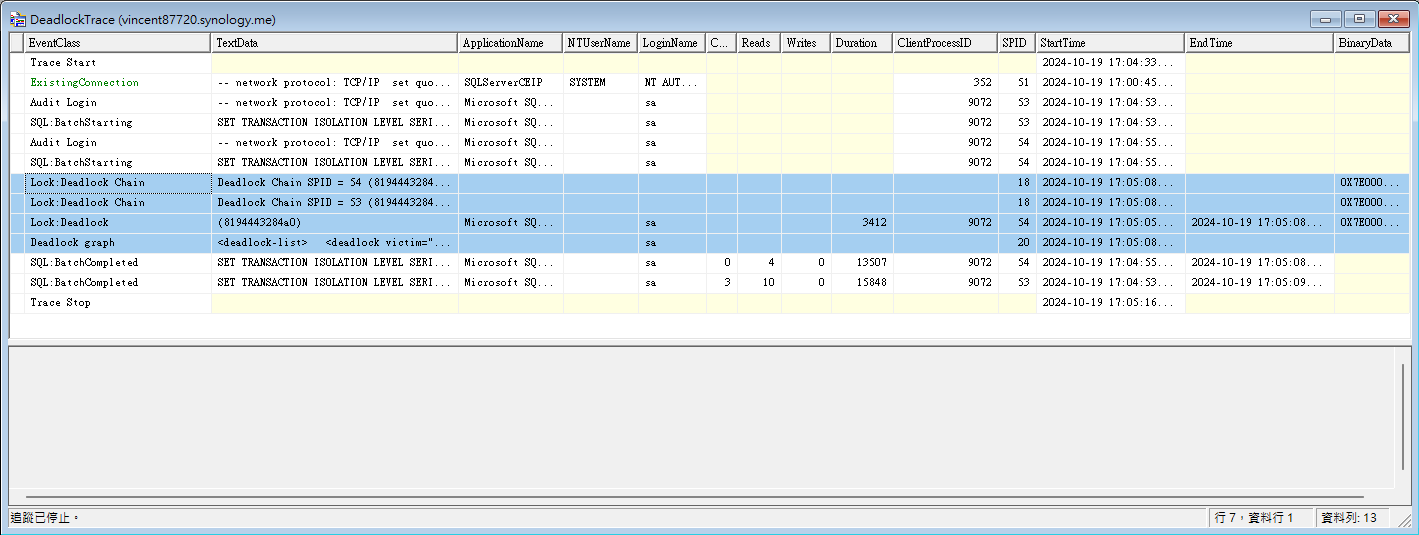 DeadlockTrace (vincent87720.synology.me)
EventClass TextData ApplicationName NTUserName LoginName C... Reads Writes Duration ClientProcessID SPID StartTime EndTime BinaryData
Trace Start 2024-10-19 17:04:33...
ExistingConnection -- network protocol: TCP/IP set quo... SQLServerCEIP SYSTEM NT AUT... 352 51 2024-10-19 17:00:45...
Audit Login -- network protocol: TCP/IP set quo... Microsoft SQ... sa 9072 53 2024-10-19 17:04:53...
SQL:BatchStarting SET TRANSACTION ISOLATION LEVEL SERI... Microsoft SQ... sa 9072 53 2024-10-19 17:04:53...
Audit Login -- network protocol: TCP/IP set quo... Microsoft SQ... sa 9072 54 2024-10-19 17:04:55...
SQL:BatchStarting SET TRANSACTION ISOLATION LEVEL SERI... Microsoft SQ... sa 9072 54 2024-10-19 17:04:55...
Lock:Deadlock Chain Deadlock Chain SPID = 54 (8194443284... 18 2024-10-19 17:05:08... 0X7E000...
Lock:Deadlock Chain Deadlock Chain SPID = 53 (8194443284... 18 2024-10-19 17:05:08... 0X7E000...
Lock:Deadlock (8194443284a0) Microsoft SQ... sa 3412 9072 54 2024-10-19 17:05:05... 2024-10-19 17:05:08... 0X7E000...
Deadlock graph <deadlock-list> <deadlock victim="... sa 20 2024-10-19 17:05:08...
SQL:BatchCompleted SET TRANSACTION ISOLATION LEVEL SERI... Microsoft SQ... sa 0 4 0 13507 9072 54 2024-10-19 17:04:55... 2024-10-19 17:05:08...
SQL:BatchCompleted SET TRANSACTION ISOLATION LEVEL SERI... Microsoft SQ... sa 3 10 0 15848 9072 53 2024-10-19 17:04:53... 2024-10-19 17:05:09...
Trace Stop 2024-10-19 17:05:16...
追蹤已停止。 行 7，資料行 1 資料列: 13